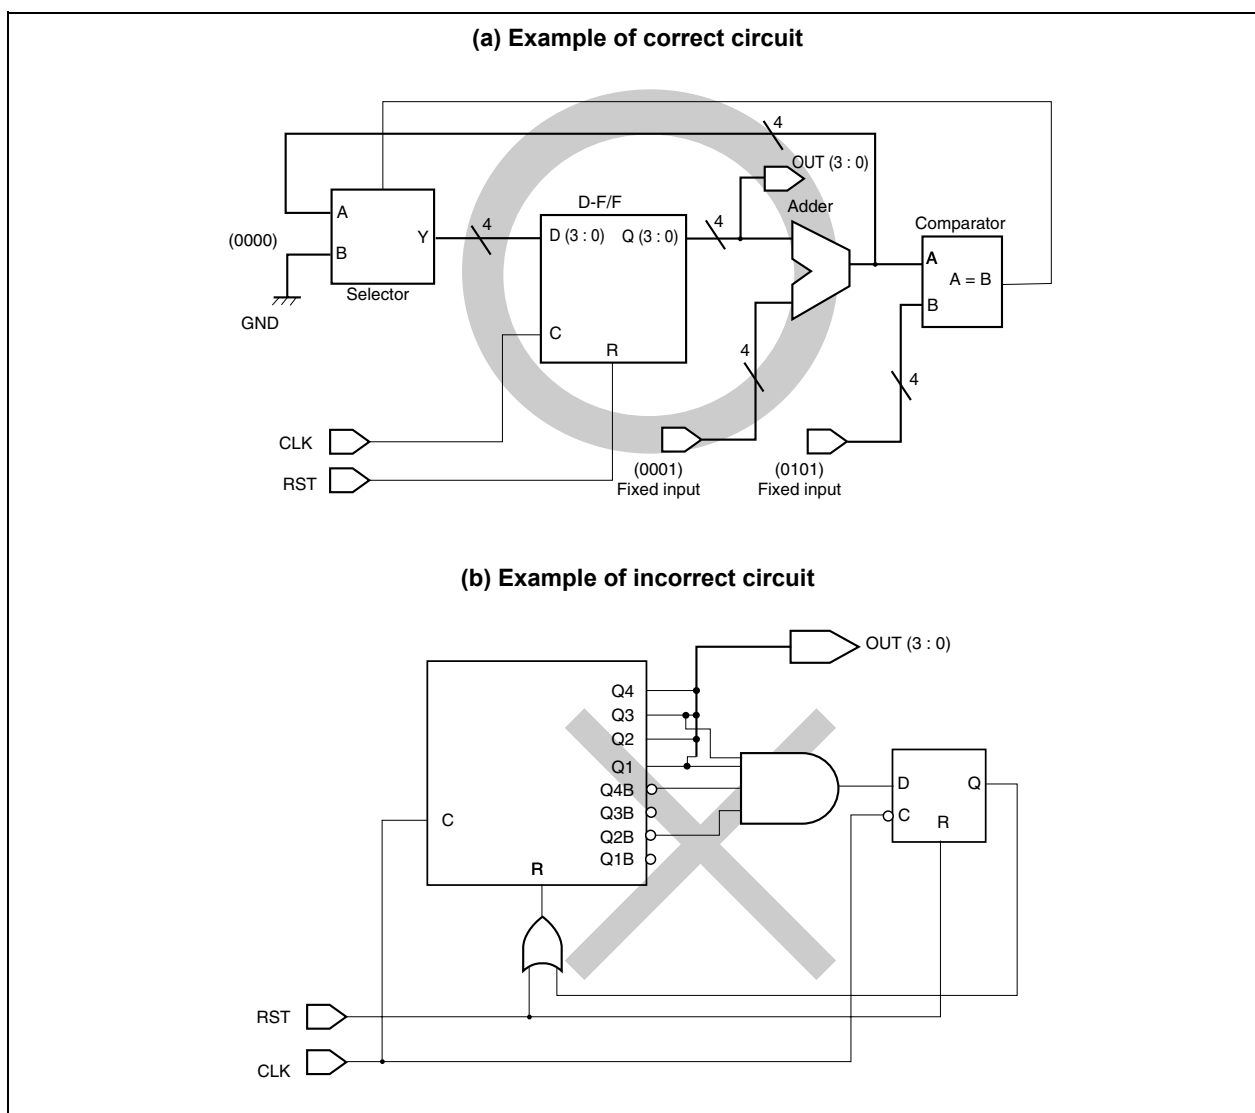 (a) Example of correct circuit
4
OUT (3 : 0)
D-F/F
Adder
A
(0000)
Y
4
D (3 : 0)
Q (3 : 0)
4
Comparator
B
A
A = B
B
Selector
GND
C
R
4
4
CLK
RST
(0001)
Fixed input
(0101)
Fixed input
(b) Example of incorrect circuit
OUT (3 : 0)
Q4
Q3
Q2
Q1
Q4B
Q3B
Q2B
Q1B
C
R
D
Q
C
R
RST
CLK